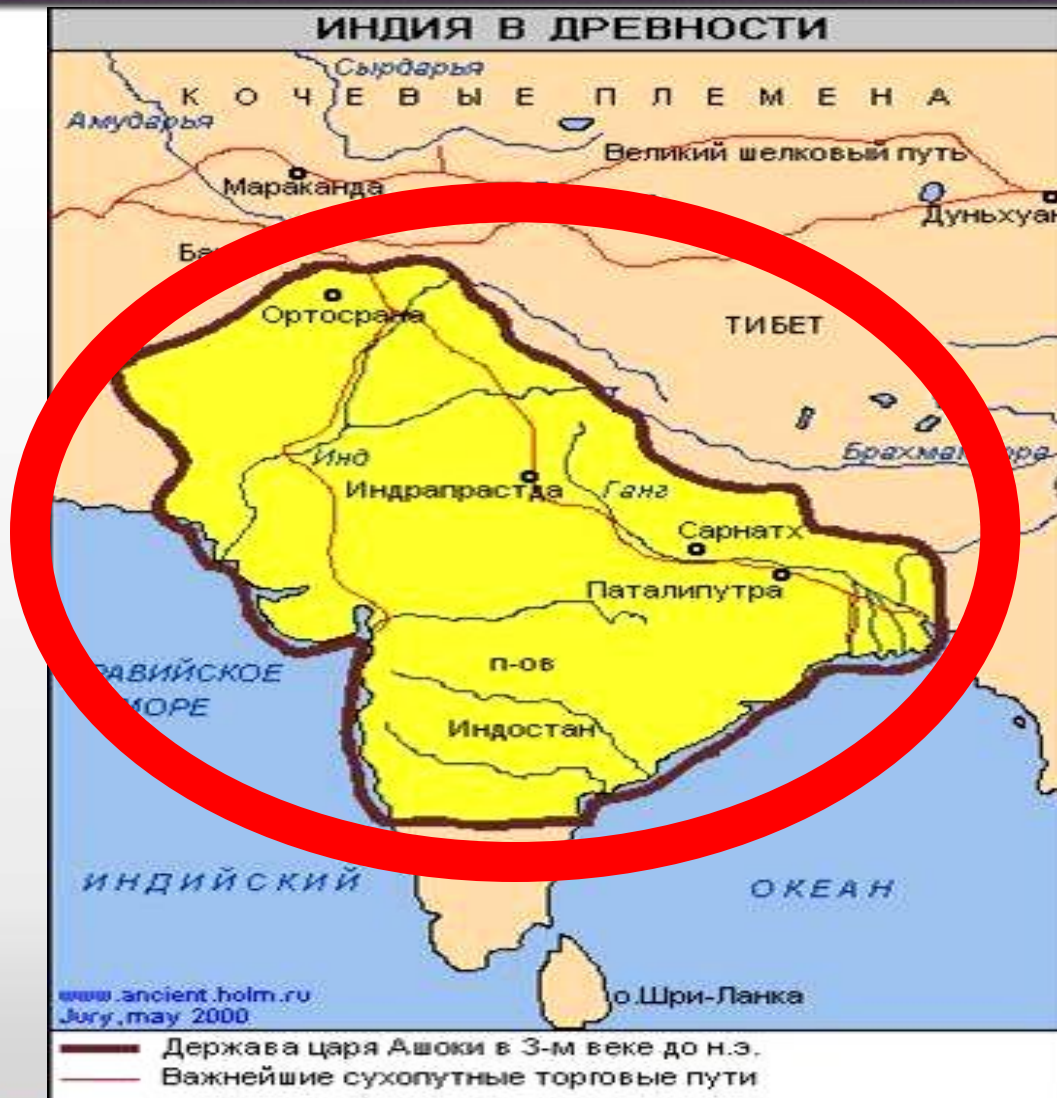 ИНДИЯ В ДРЕВНОСТИ
Сырдарья
КОЧЕВЫЕ ПЛЕМЕНА
Амударья
Великий шелковый путь
Мараканда
Дуньхуан
Ортосрана
ТИБЕТ
Инд
Индрапрастда
Ганг
Сарнатх
Паталипутра
п-ов
МОРЕ
Индостан
ИНДИЙСКИЙ
ОКЕАН
www.ancient.holm.ru
Jury,may 2000
о.Шри-Ланка
Держава царя Ашоки в 3-м веке до н.э.
Важнейшие сухопутные торговые пути